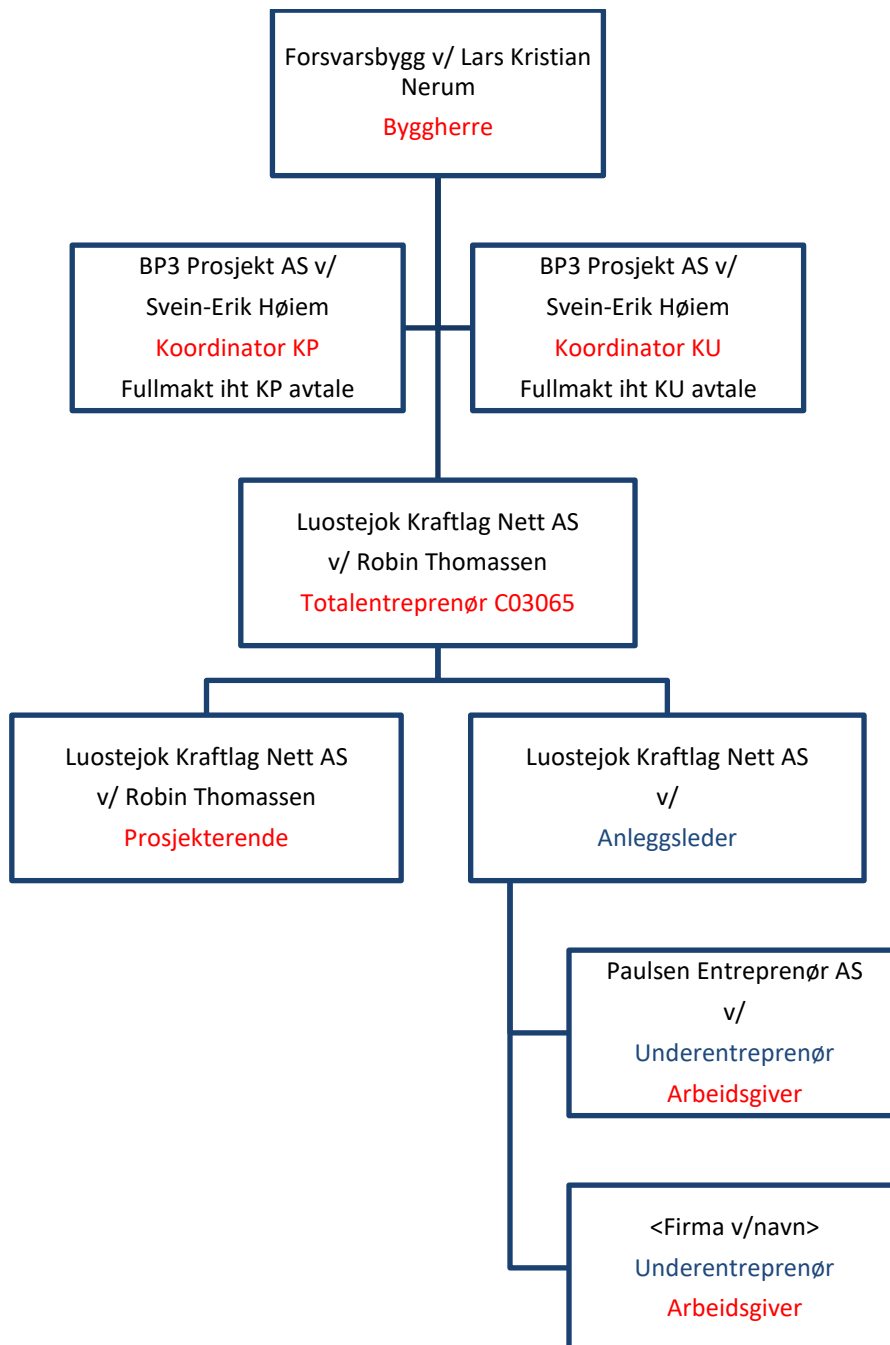 Forsvarsbygg v/ Lars Kristian
Nerum
Byggherre
BP3 Prosjekt AS v/
Svein-Erik Høiem
Koordinator KP
Fullmakt iht KP avtale
BP3 Prosjekt AS v/
Svein-Erik Høiem
Koordinator KU
Fullmakt iht KU avtale
Luostejok Kraftlag Nett AS
v/ Robin Thomassen
Totalentreprenør C03065
Luostejok Kraftlag Nett AS
v/ Robin Thomassen
Prosjekterende
Luostejok Kraftlag Nett AS
v/
Anleggsleder
Paulsen Entreprenør AS
v/
Underentreprenør
Arbeidsgiver
<Firma v/navn>
Underentreprenør
Arbeidsgiver